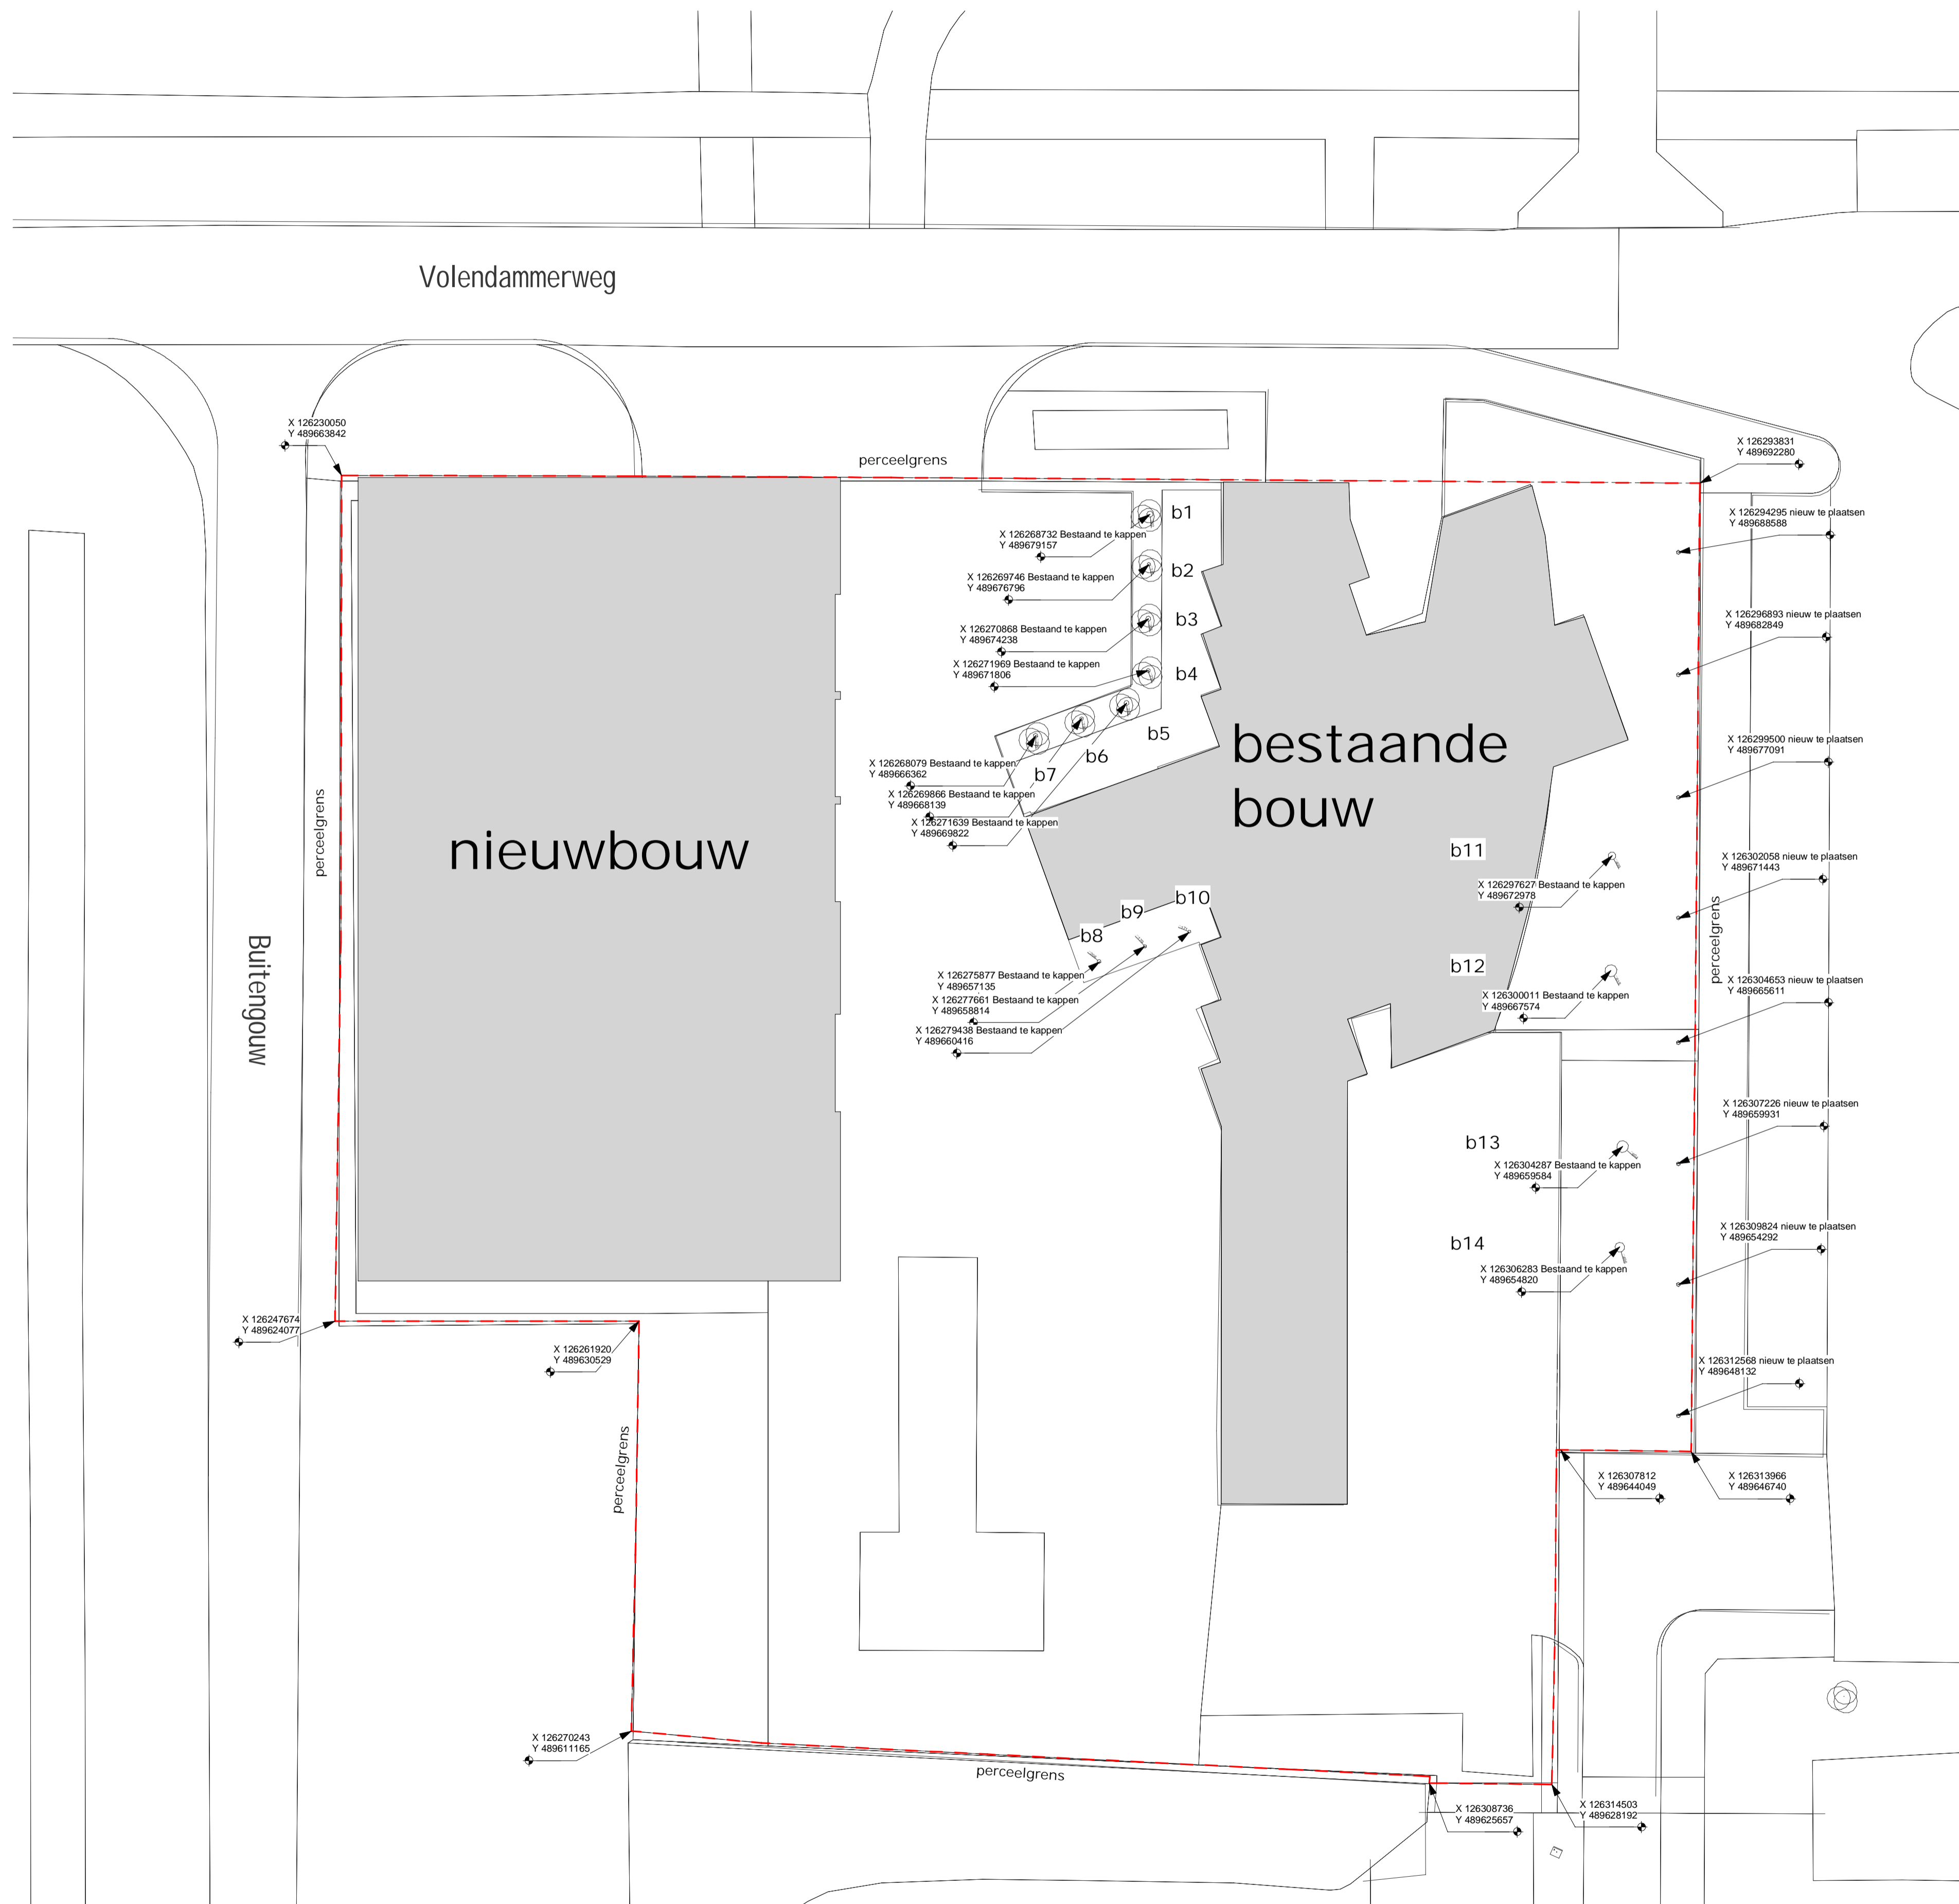 Volendammerweg
X 126230050
Y 489663842
perceelgrens
X 126293831
Y 489692280
b1
X 126268732 Bestaand te kappen
Y 489679157
X 126294295 nieuw te plaatsen
Y 489688588
b2
X 126269746 Bestaand te kappen
Y 489676796
b3
X 126270868 Bestaand te kappen
Y 489674238
X 126296893 nieuw te plaatsen
Y 489682849
X 126271969 Bestaand te kappen
Y 489671806
b4
b5
b6
b7
bestaande
bouw
X 126299500 nieuw te plaatsen
Y 489677091
X 126268079 Bestaand te kappen
Y 489666362
X 126269866 Bestaand te kappen
Y 489668139
X 126271639 Bestaand te kappen
Y 489669822
perceelgrens
nieuwbouw
b11
X 126302058 nieuw te plaatsen
Y 489671443
X 126297627 Bestaand te kappen
Y 489672978
b10
b9
b8
perceelgrens
Buitengouw
b12
X 126275877 Bestaand te kappen
Y 489657135
X 126277661 Bestaand te kappen
Y 489658814
X 126279438 Bestaand te kappen
Y 489660416
X 126304653 nieuw te plaatsen
Y 489665611
X 126300011 Bestaand te kappen
Y 489667574
X 126307226 nieuw te plaatsen
Y 489659931
b13
X 126304287 Bestaand te kappen
Y 489659584
X 126309824 nieuw te plaatsen
Y 489654292
b14
X 126306283 Bestaand te kappen
Y 489654820
X 126247674
Y 489624077
X 126261920
Y 489630529
X 126312568 nieuw te plaatsen
Y 489648132
perceelgrens
X 126307812
Y 489644049
X 126313966
Y 489646740
X 126270243
Y 489611165
perceelgrens
X 126308736
Y 489625657
X 126314503
Y 489628192